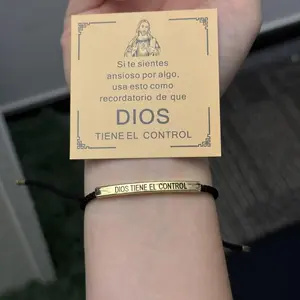 Si te sientes
ansioso por algo,
usa esto como
recordatorio de que
DIOS
TIENE EL CONTROL
DIOS TIENE EL CONTROL